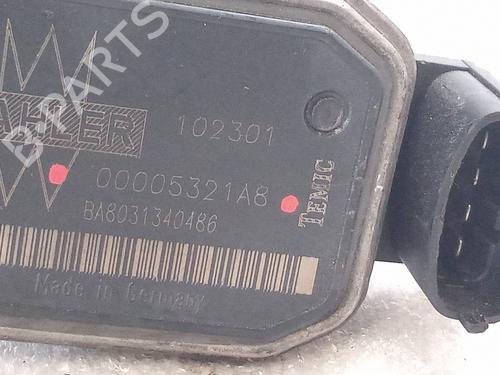 B-PARTS
AHLER
102301
00005321A8
TEMIC
BA8031340486
Made in Germany